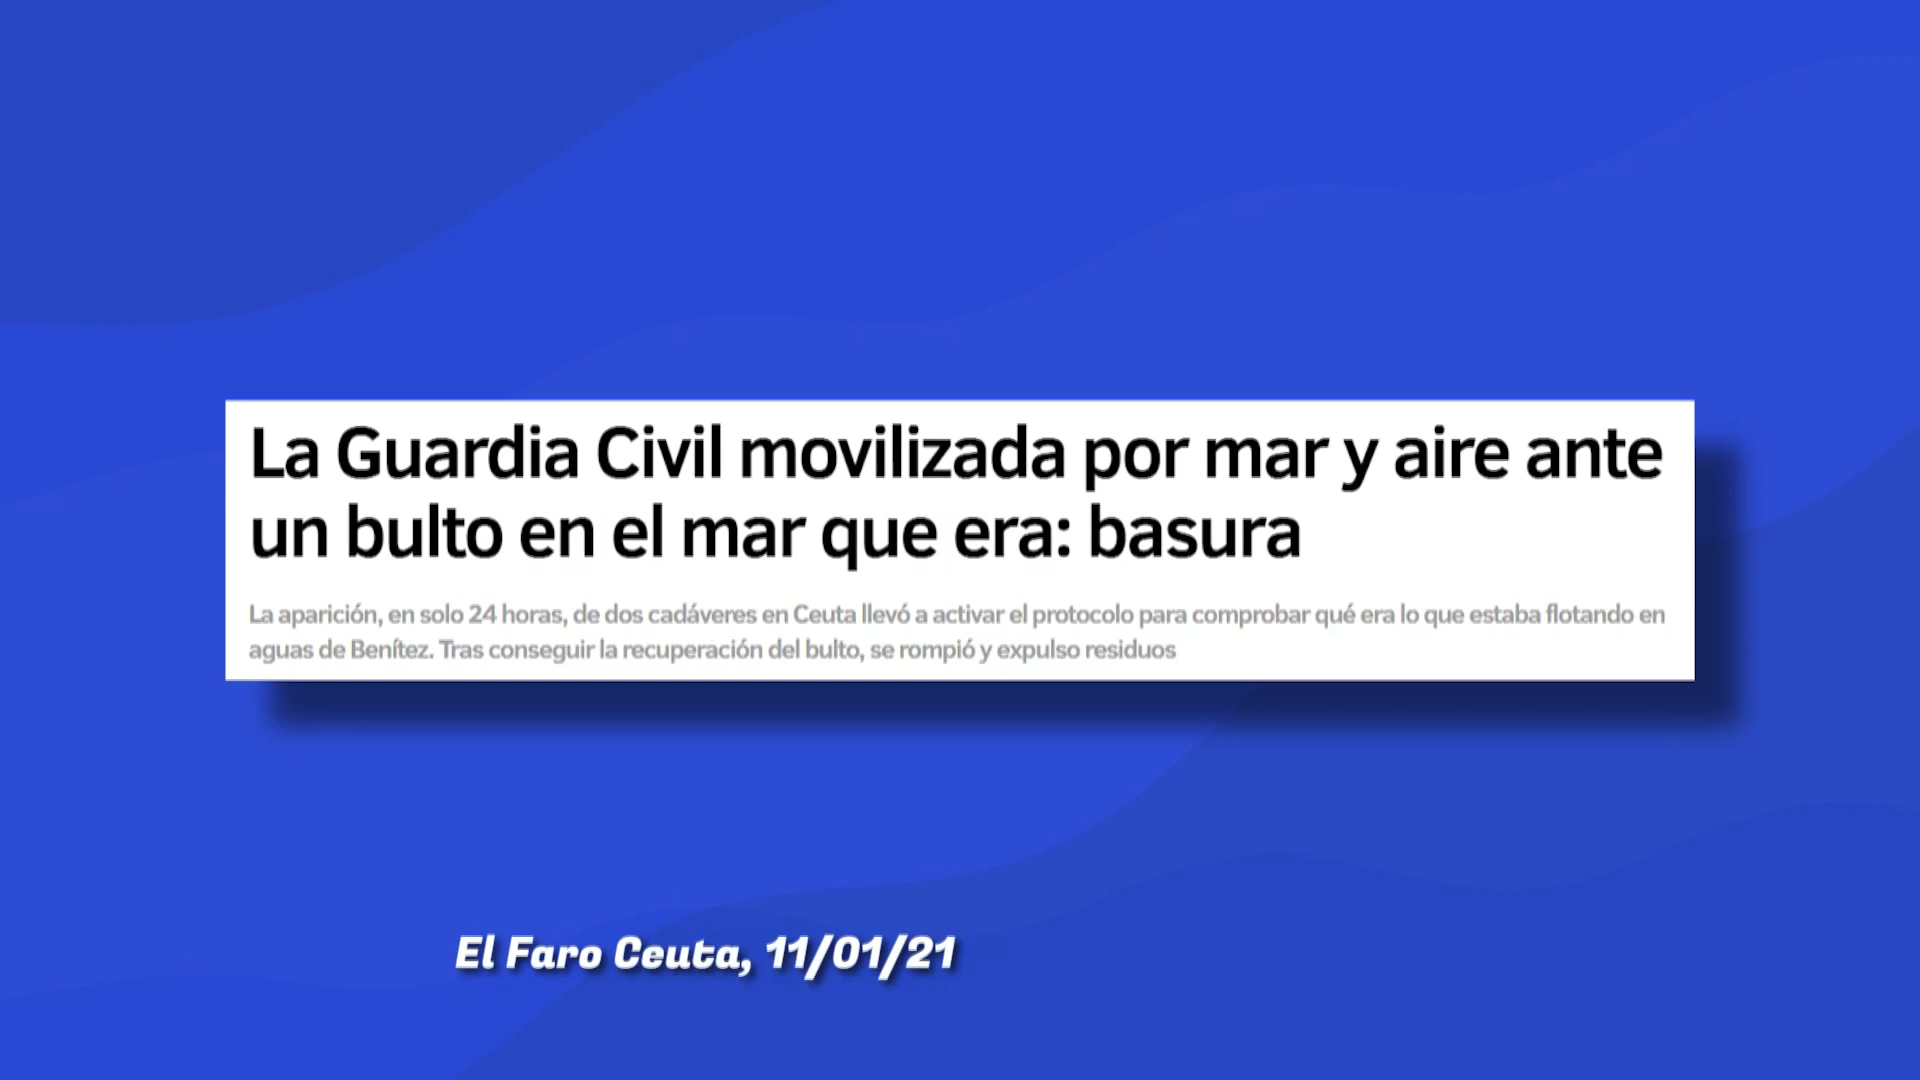 La Guardia Civil movilizada por mar y aire ante
un bulto en el mar que era: basura
La aparición, en solo 24 horas, de dos cadáveres en Ceuta llevó a activar el protocolo para comprobar qué era lo que estaba flotando en
aguas de Benítez. Tras conseguir la recuperación del bulto, se rompió y expulso residuos
El Faro Ceuta, 11/01/21